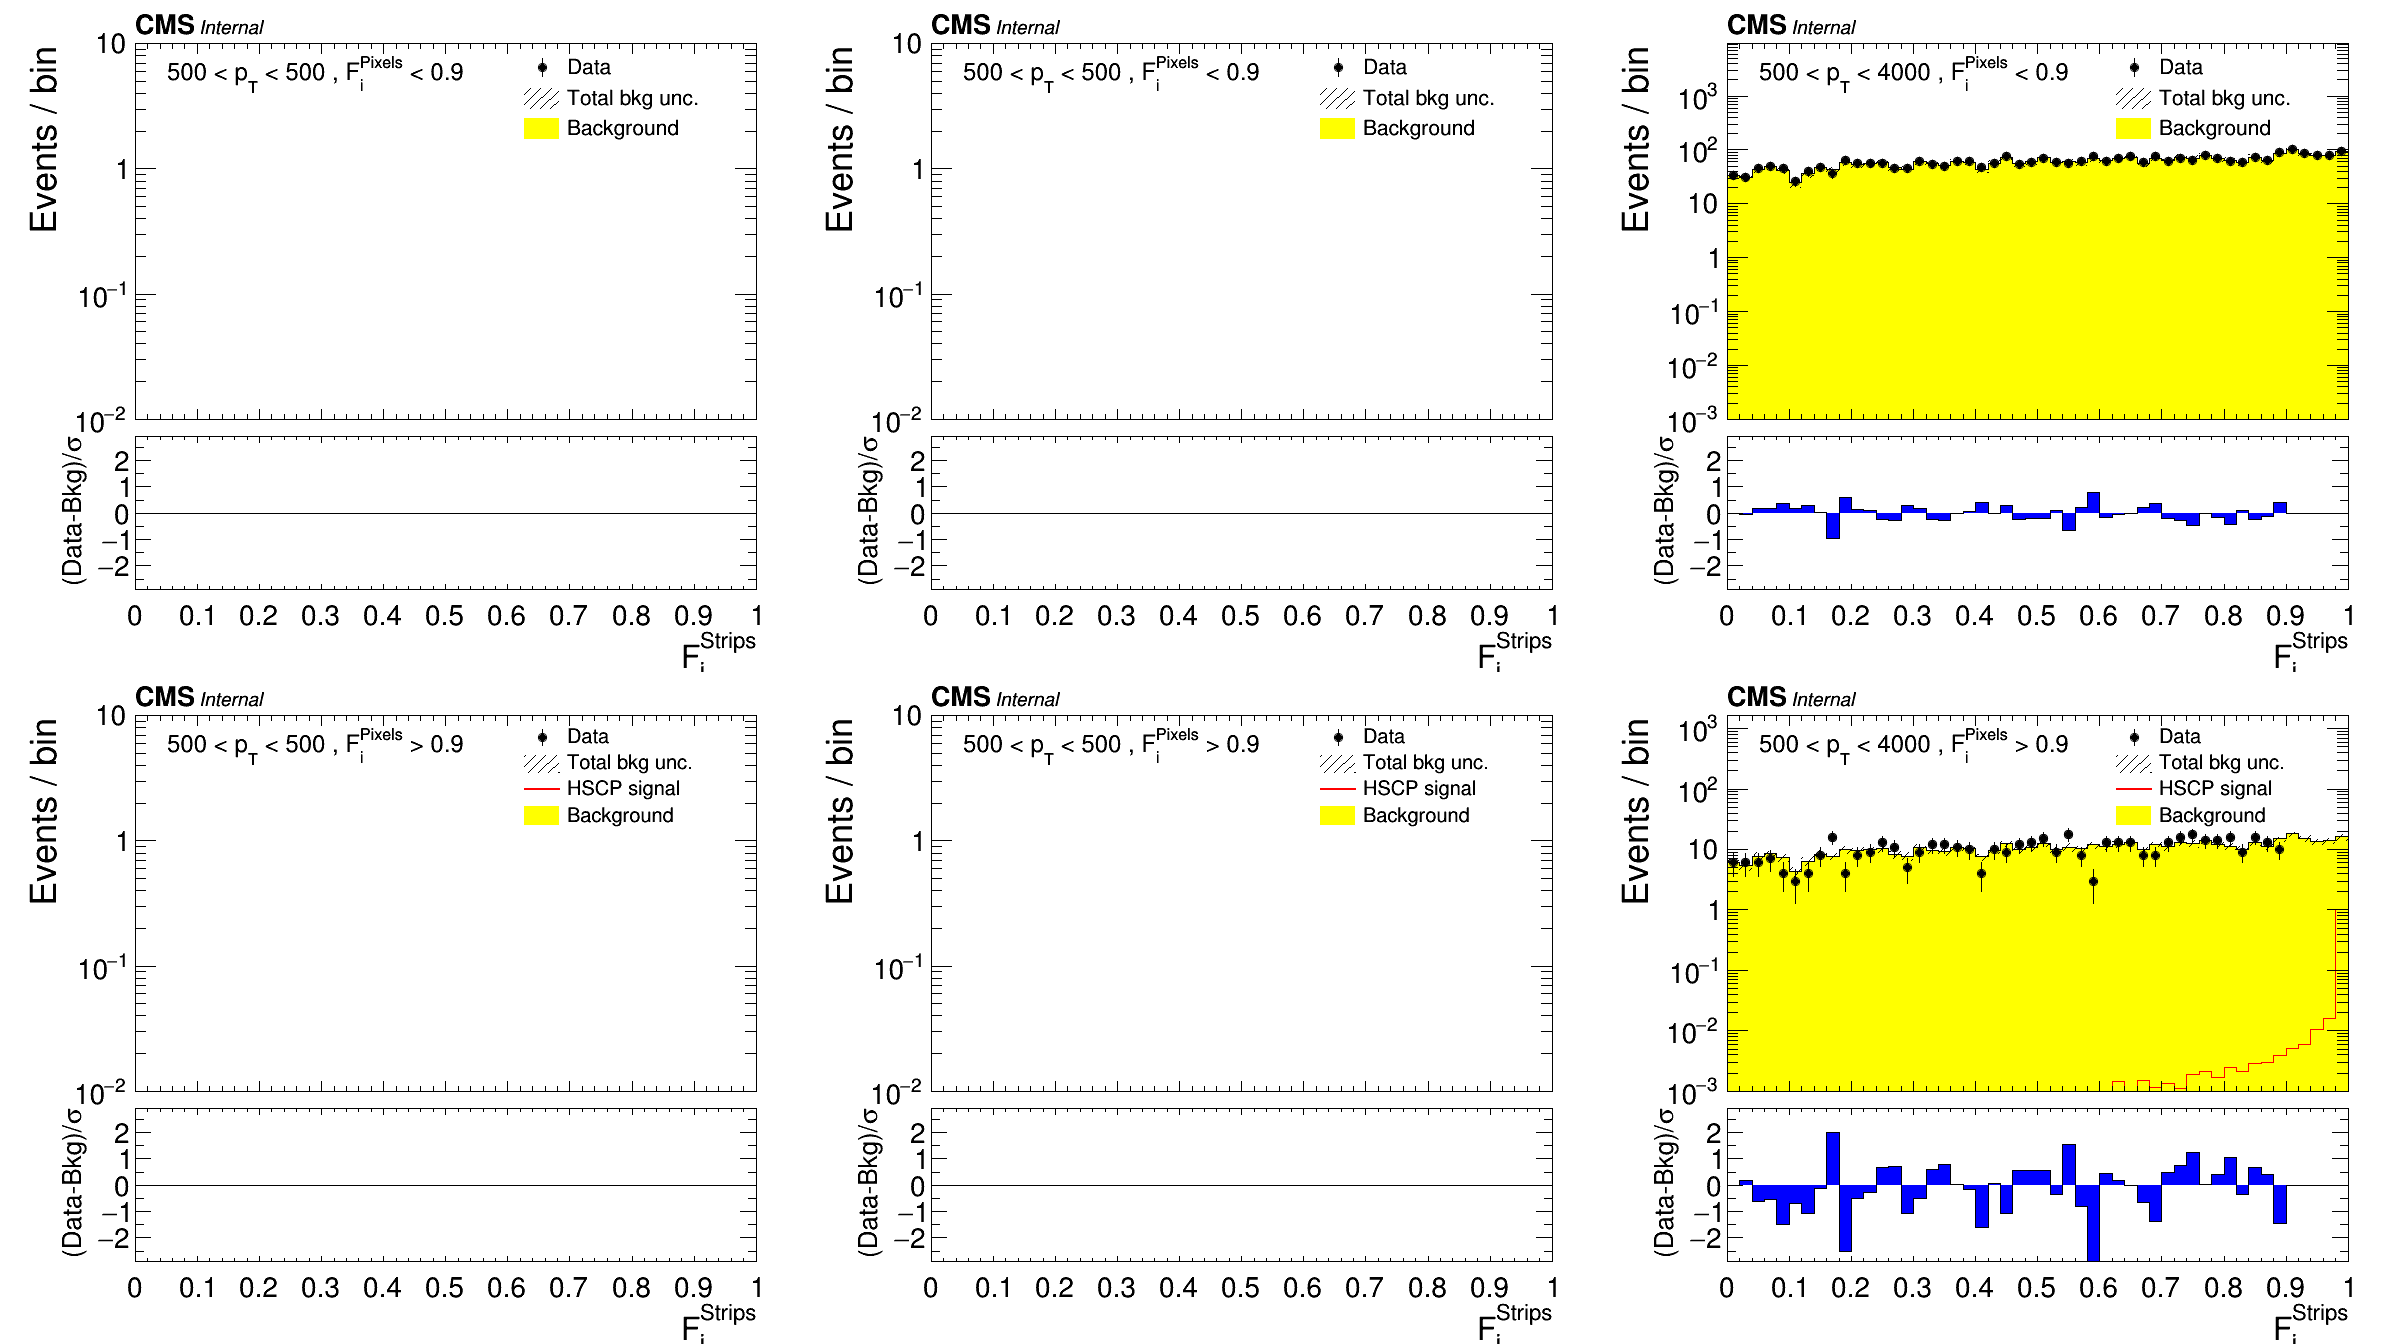 CMS Internal
Events / bin
500 < p_T < 500 , F_i^Pixels < 0.9
Data
Total bkg unc.
Background
10
1
10^−1
10^−2
(Data-Bkg)/σ
2
1
0
−1
−2
0 0.1 0.2 0.3 0.4 0.5 0.6 0.7 0.8 0.9 1
F_i^Strips
CMS Internal
Events / bin
500 < p_T < 500 , F_i^Pixels < 0.9
Data
Total bkg unc.
Background
10
1
10^−1
10^−2
(Data-Bkg)/σ
2
1
0
−1
−2
0 0.1 0.2 0.3 0.4 0.5 0.6 0.7 0.8 0.9 1
F_i^Strips
CMS Internal
Events / bin
500 < p_T < 4000 , F_i^Pixels < 0.9
Data
Total bkg unc.
Background
10^3
10^2
10
1
10^−1
10^−2
10^−3
(Data-Bkg)/σ
2
1
0
−1
−2
0 0.1 0.2 0.3 0.4 0.5 0.6 0.7 0.8 0.9 1
F_i^Strips
CMS Internal
Events / bin
500 < p_T < 500 , F_i^Pixels > 0.9
Data
Total bkg unc.
HSCP signal
Background
10
1
10^−1
10^−2
(Data-Bkg)/σ
2
1
0
−1
−2
0 0.1 0.2 0.3 0.4 0.5 0.6 0.7 0.8 0.9 1
F_i^Strips
CMS Internal
Events / bin
500 < p_T < 500 , F_i^Pixels > 0.9
Data
Total bkg unc.
HSCP signal
Background
10
1
10^−1
10^−2
(Data-Bkg)/σ
2
1
0
−1
−2
0 0.1 0.2 0.3 0.4 0.5 0.6 0.7 0.8 0.9 1
F_i^Strips
CMS Internal
Events / bin
500 < p_T < 4000 , F_i^Pixels > 0.9
Data
Total bkg unc.
HSCP signal
Background
10^3
10^2
10
1
10^−1
10^−2
10^−3
(Data-Bkg)/σ
2
1
0
−1
−2
0 0.1 0.2 0.3 0.4 0.5 0.6 0.7 0.8 0.9 1
F_i^Strips